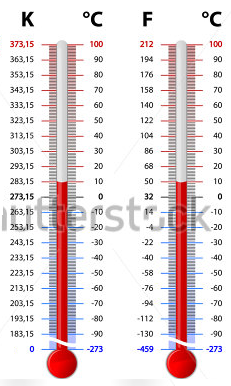 K °C F °C
373,15 100 212 100
363,15 90 194 90
353,15 80 176 80
343,15 70 158 70
333,15 60 140 60
323,15 50 122 50
313,15 40 104 40
303,15 30 86 30
293,15 20 68 20
283,15 10 50 10
273,15 0 32 0
263,15 -10 14 -10
shutterstock
253,15 -20 -4 -20
243,15 -30 -22 -30
233,15 -40 -40 -40
223,15 -50 -58 -50
213,15 -60 -76 -60
203,15 -70 -94 -70
193,15 -80 -112 -80
183,15 -90 -130 -90
0 -273 -459 -273